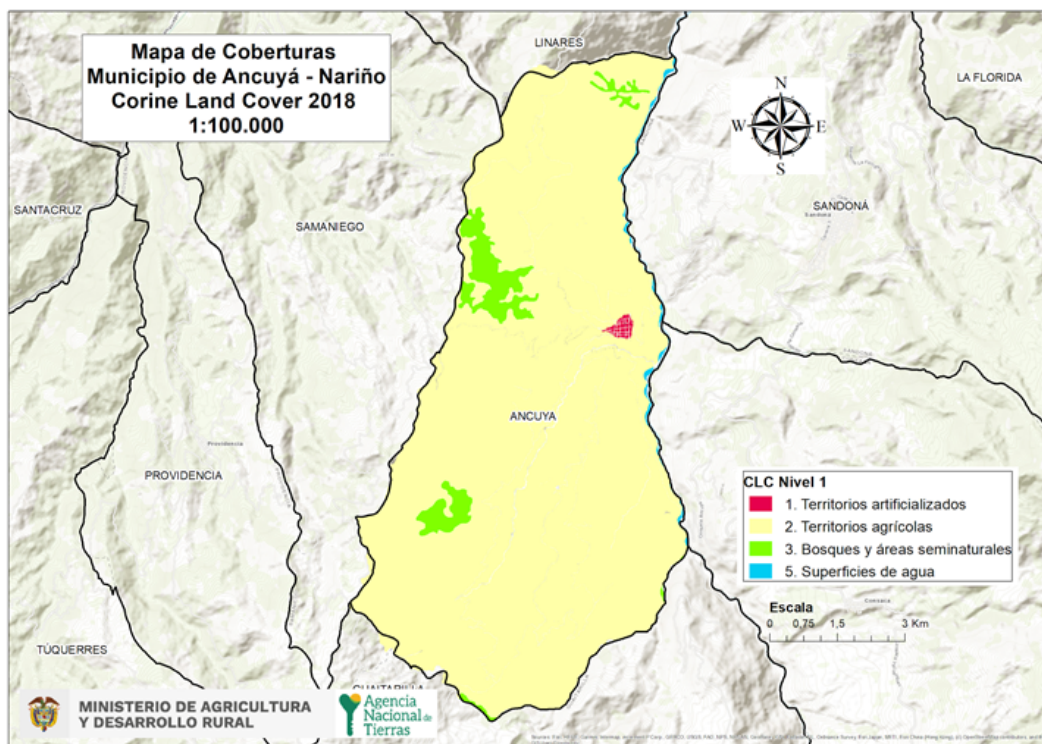 Mapa de Coberturas
Municipio de Ancuyá - Nariño
Corine Land Cover 2018
1:100.000
LINARES
LA FLORIDA
N
W E
S
SANTACRUZ
SAMANIEGO
SANDONÁ
Sandoná
ANCUYA
Providencia
PROVIDENCIA
CLC Nivel 1
1. Territorios artificializados
2. Territorios agrícolas
3. Bosques y áreas seminaturales
5. Superficies de agua
Escala
0 0,75 1,5 3 Km
TÚQUERRES
MINISTERIO DE AGRICULTURA
Y DESARROLLO RURAL
Agencia
Nacional de
Tierras